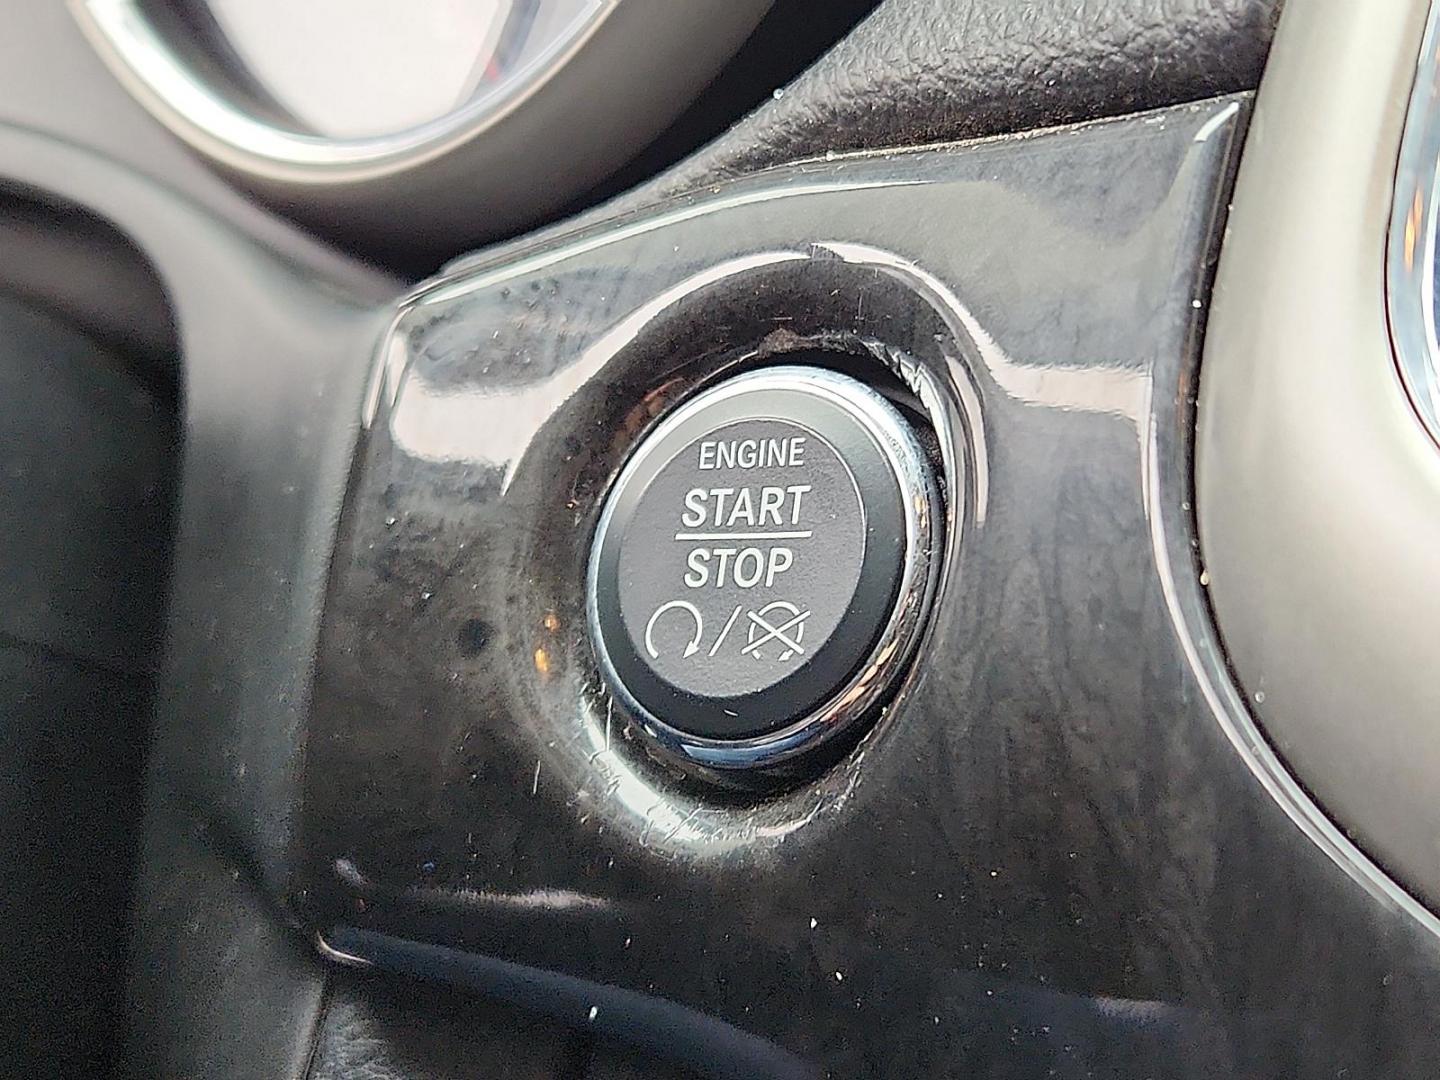 ENGINE
START
STOP
/